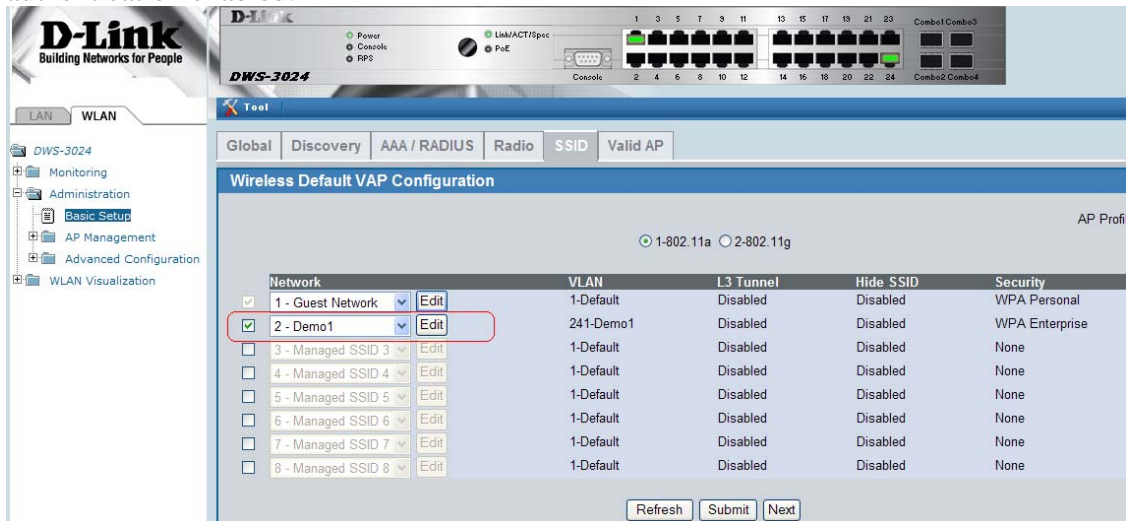 D-Link
Building Networks for People
D-Link
Power
Console
RPS
Link/ACT/Spee
PoE
DWS-3024
Console
1 3 5 7 9 11 13 15 17 19 21 23 Combo1 Combo3
2 4 6 8 10 12 14 16 18 20 22 24 Combo2 Combo4
LAN WLAN
Tool
DWS-3024
Monitoring
Administration
Basic Setup
AP Management
Advanced Configuration
WLAN Visualization
Global Discovery AAA / RADIUS Radio SSID Valid AP
Wireless Default VAP Configuration
AP Profi
1-802.11a 2-802.11g
Network VLAN L3 Tunnel Hide SSID Security
1 - Guest Network Edit 1-Default Disabled Disabled WPA Personal
2 - Demo1 Edit 241-Demo1 Disabled Disabled WPA Enterprise
3 - Managed SSID 3 Edit 1-Default Disabled Disabled None
4 - Managed SSID 4 Edit 1-Default Disabled Disabled None
5 - Managed SSID 5 Edit 1-Default Disabled Disabled None
6 - Managed SSID 6 Edit 1-Default Disabled Disabled None
7 - Managed SSID 7 Edit 1-Default Disabled Disabled None
8 - Managed SSID 8 Edit 1-Default Disabled Disabled None
Refresh Submit Next